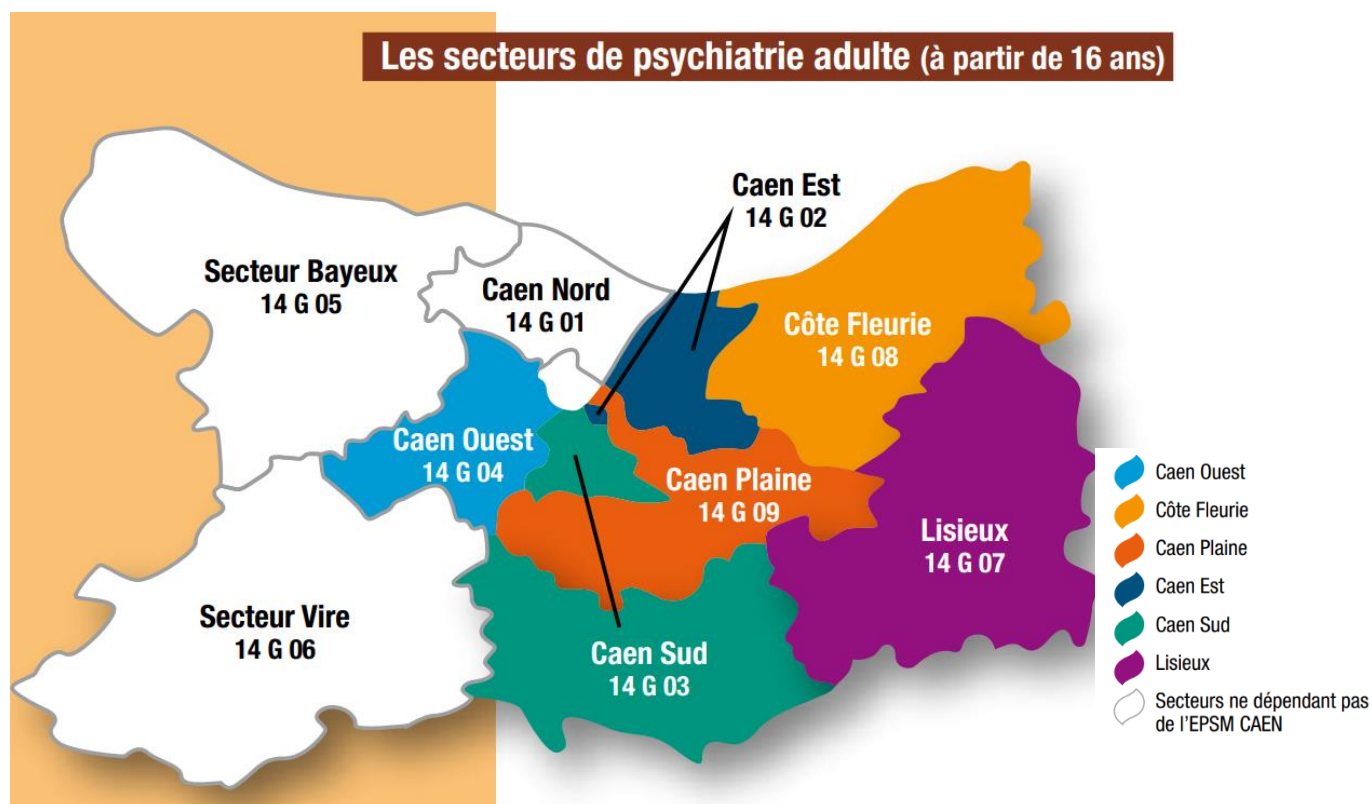 Les secteurs de psychiatrie adulte (à partir de 16 ans)
Caen Est
14 G 02
Secteur Bayeux
14 G 05
Caen Nord
14 G 01
Côte Fleurie
14 G 08
Caen Ouest
14 G 04
Caen Plaine
14 G 09
Lisieux
14 G 07
Secteur Vire
14 G 06
Caen Sud
14 G 03
Caen Ouest
Côte Fleurie
Caen Plaine
Caen Est
Caen Sud
Lisieux
Secteurs ne dépendant pas
de l'EPSM CAEN